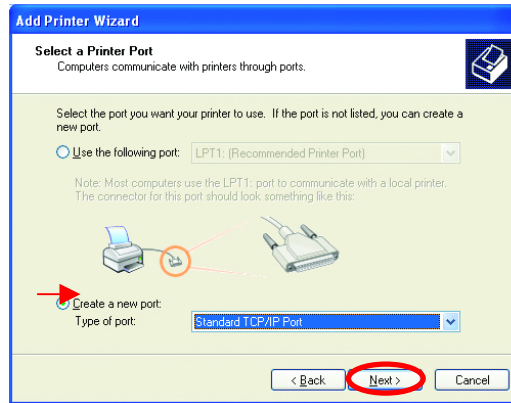 Add Printer Wizard
Select a Printer Port
Computers communicate with printers through ports.
Select the port you want your printer to use. If the port is not listed, you can create a
new port.
Use the following port: LPT1: (Recommended Printer Port)
Note: Most computers use the LPT1: port to communicate with a local printer.
The connector for this port should look something like this:
Create a new port:
Type of port: Standard TCP/IP Port
< Back Next > Cancel